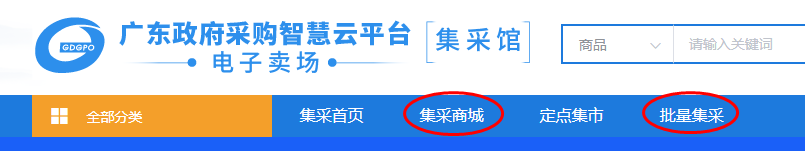 GDGPO
广东政府采购智慧云平台
电子卖场
集采馆
商品 请输入关键词
全部分类 集采首页 集采商城 定点集市 批量集采